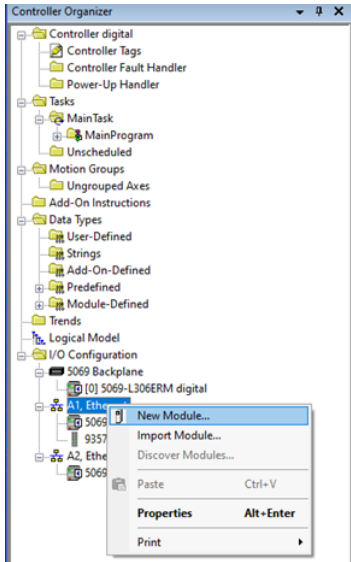 Controller Organizer
Controller digital
Controller Tags
Controller Fault Handler
Power-Up Handler
Tasks
MainTask
MainProgram
Unscheduled
Motion Groups
Ungrouped Axes
Add-On Instructions
Data Types
User-Defined
Strings
Add-On-Defined
Predefined
Module-Defined
Trends
Logical Model
I/O Configuration
5069 Backplane
[0] 5069-L306ERM digital
A1, Ethe
New Module...
5069
Import Module...
9357
Discover Modules...
A2, Ethe
5069
Paste Ctrl+V
Properties Alt+Enter
Print